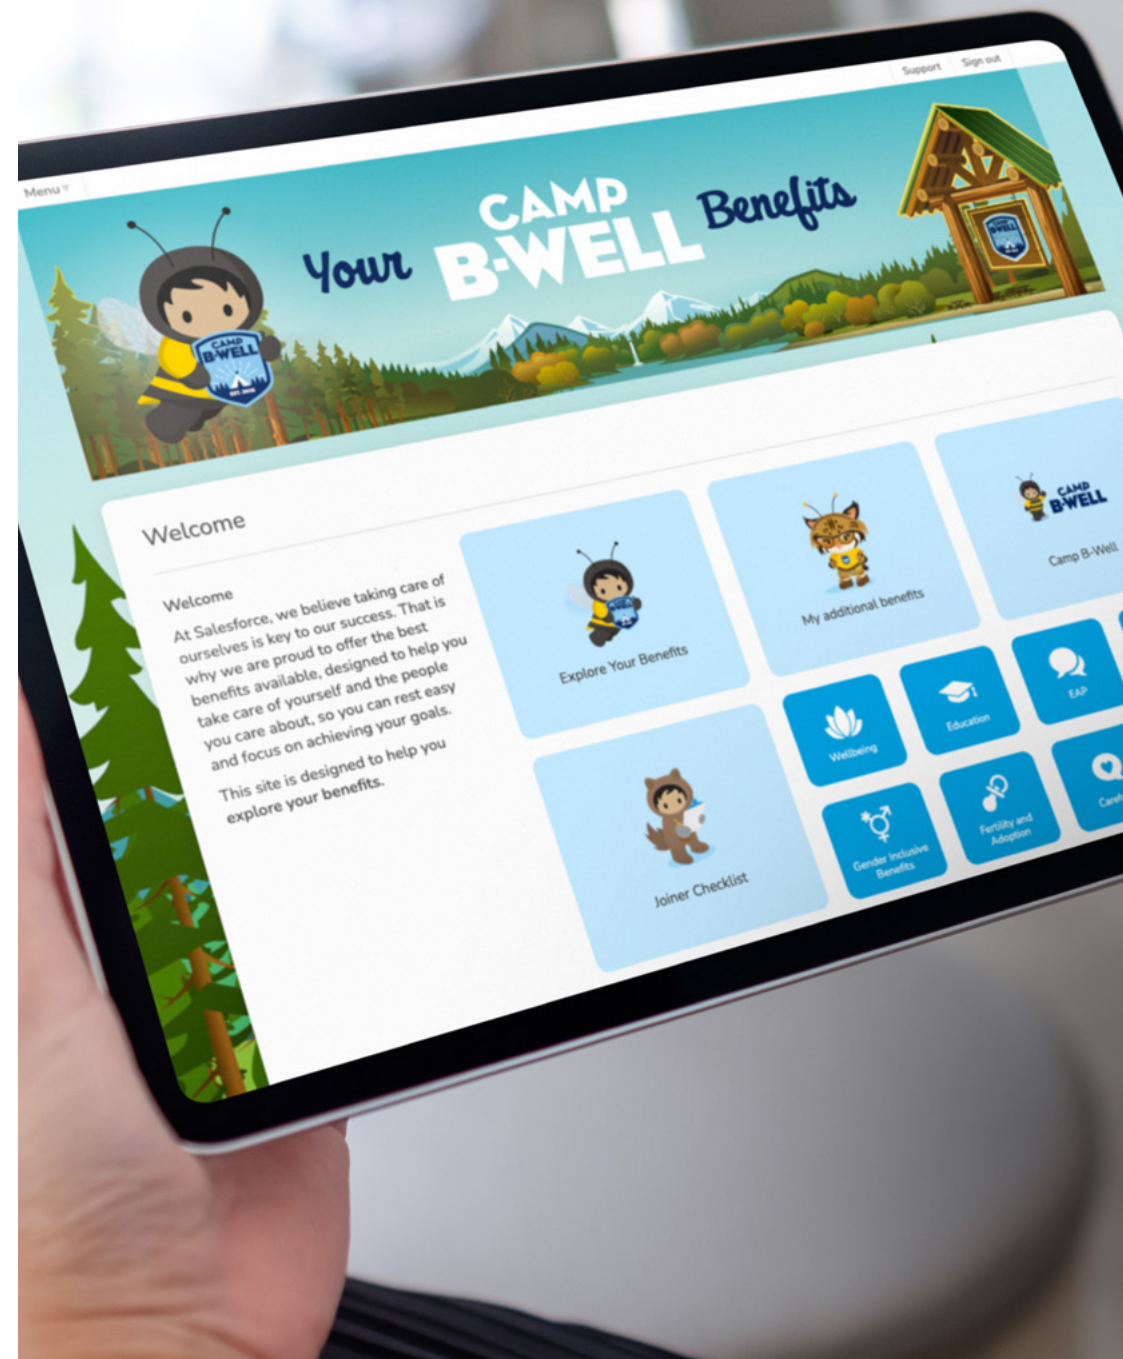 Support
Sign out
Menu
Your CAMP B·WELL Benefits
CAMP
B·WELL
Welcome
Welcome
At Salesforce, we believe taking care of
ourselves is key to our success. That is
why we are proud to offer the best
benefits available, designed to help you
take care of yourself and the people
you care about, so you can rest easy
and focus on achieving your goals.
This site is designed to help you
explore your benefits.
Explore Your Benefits
My additional benefits
CAMP
B·WELL
Camp B-Well
Joiner Checklist
Wellbeing
Education
EAP
Gender Inclusive
Benefits
Fertility and
Adoption